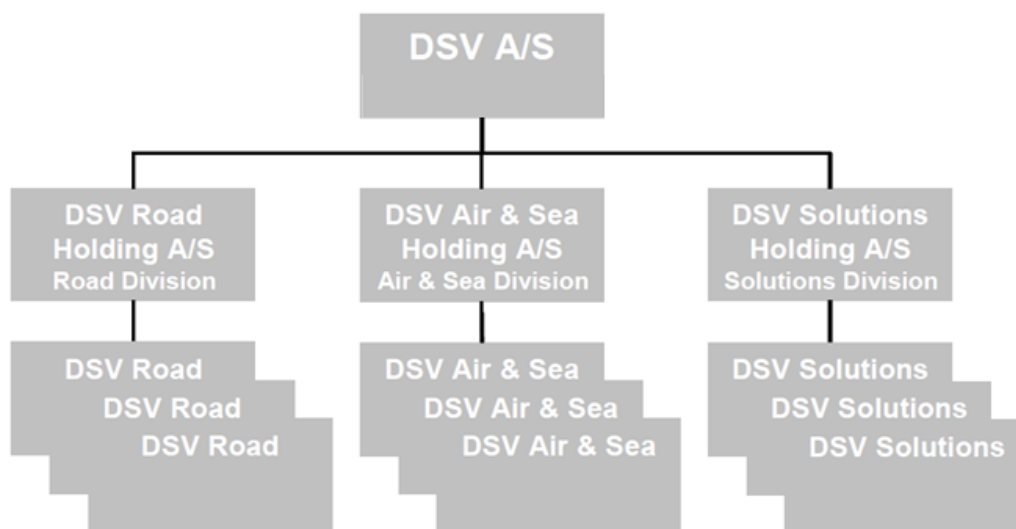 DSV A/S
DSV Road
Holding A/S
Road Division
DSV Air & Sea
Holding A/S
Air & Sea Division
DSV Solutions
Holding A/S
Solutions Division
DSV Road
DSV Road
DSV Road
DSV Air & Sea
DSV Air & Sea
DSV Air & Sea
DSV Solutions
DSV Solutions
DSV Solutions